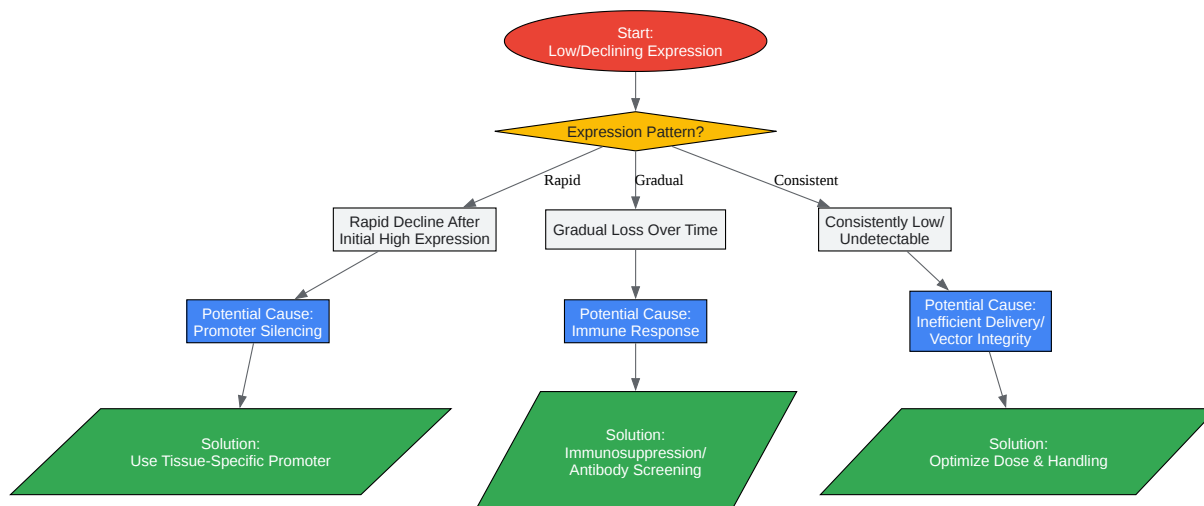 Start:
Low/Declining Expression
Expression Pattern?
Rapid
Gradual
Consistent
Rapid Decline After
Initial High Expression
Gradual Loss Over Time
Consistently Low/
Undetectable
Potential Cause:
Promoter Silencing
Potential Cause:
Immune Response
Potential Cause:
Inefficient Delivery/
Vector Integrity
Solution:
Use Tissue-Specific Promoter
Solution:
Immunosuppression/
Antibody Screening
Solution:
Optimize Dose & Handling